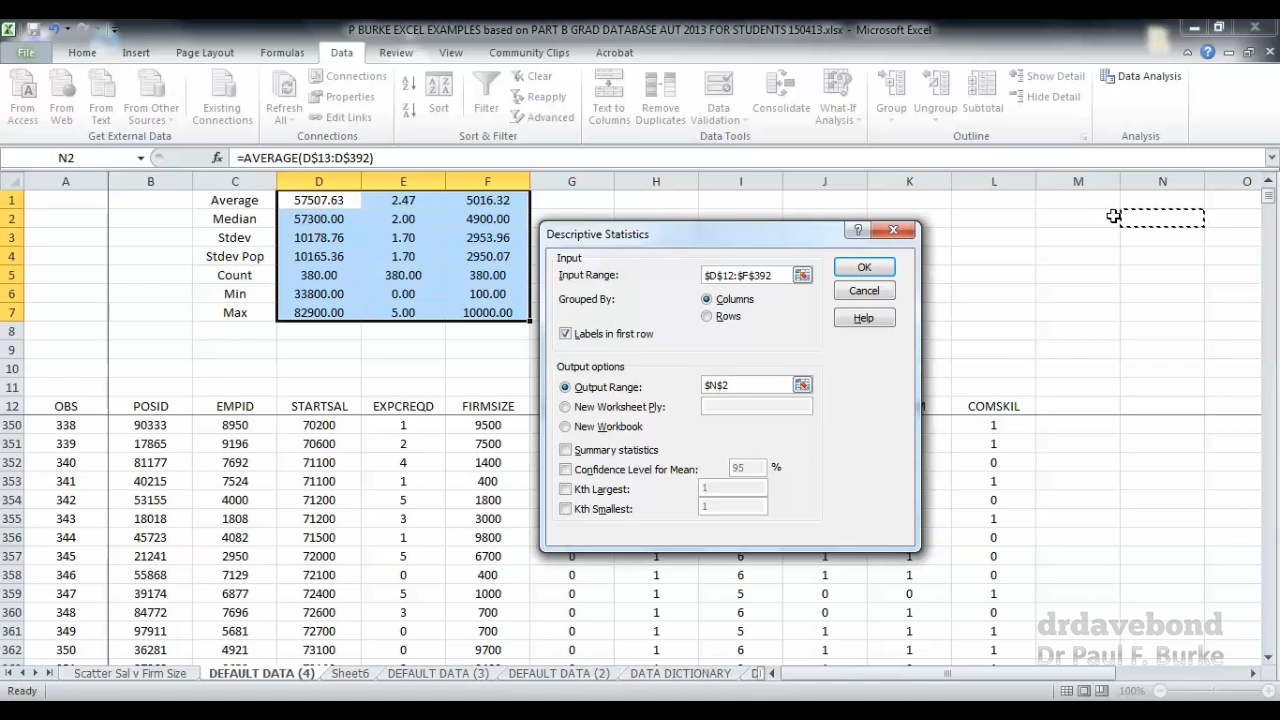 P BURKE EXCEL EXAMPLES based on PART B GRAD DATABASE AUT 2013 FOR STUDENTS 150413.xlsx - Microsoft Excel
File Home Insert Page Layout Formulas Data Review View Community Clips Acrobat
From Access From Web From Text From Other Sources Existing Connections
Get External Data
Refresh All Connections Properties Edit Links
Connections
Sort Filter Clear Reapply Advanced
Sort & Filter
Text to Columns Remove Duplicates Data Validation Consolidate What-If Analysis
Data Tools
Group Ungroup Subtotal Show Detail Hide Detail
Outline
Data Analysis
Analysis
N2 fx =AVERAGE(D$13:D$392)
A B C D E F G H I J K L M N O
1 Average 57507.63 2.47 5016.32
2 Median 57300.00 2.00 4900.00
3 Stdev 10178.76 1.70 2953.96
4 Stdev Pop 10165.36 1.70 2950.07
5 Count 380.00 380.00 380.00
6 Min 33800.00 0.00 100.00
7 Max 82900.00 5.00 10000.00
8
9
10
11
12 OBS POSID EMPID STARTSAL EXPCREQD FIRMSIZE COMSKIL
350 338 90333 8950 70200 1 9500 1
351 339 17865 9196 70600 2 7500 1
352 340 81177 7692 71100 4 1400 0
353 341 40215 7524 71100 1 400 1
354 342 53155 4000 71200 5 1800 0
355 343 18018 1808 71200 3 3000 1
356 344 45723 4082 71500 1 9800 0
357 345 21241 2950 72000 5 6700 0 1 6 1 1 0
358 346 55868 7129 72100 0 400 0 1 6 1 1 0
359 347 39174 6877 72100 5 1000 0 1 5 0 0 1
360 348 84772 7696 72600 3 700 0 1 6 1 0 1
361 349 97911 5681 72700 0 700 0 1 5 1 1 1
362 350 36281 4921 73100 0 9700 0 1 6 1 1 0
Descriptive Statistics
Input
Input Range: $D$12:$F$392
Grouped By: Columns
Rows
Labels in first row
Output options
Output Range: $N$2
New Worksheet Ply:
New Workbook
Summary statistics
Confidence Level for Mean: 95 %
Kth Largest: 1
Kth Smallest: 1
OK
Cancel
Help
drdavebond
Dr Paul F. Burke
Scatter Sal v Firm Size DEFAULT DATA (4) Sheet6 DEFAULT DATA (3) DEFAULT DATA (2) DATA DICTIONARY
Ready 100%